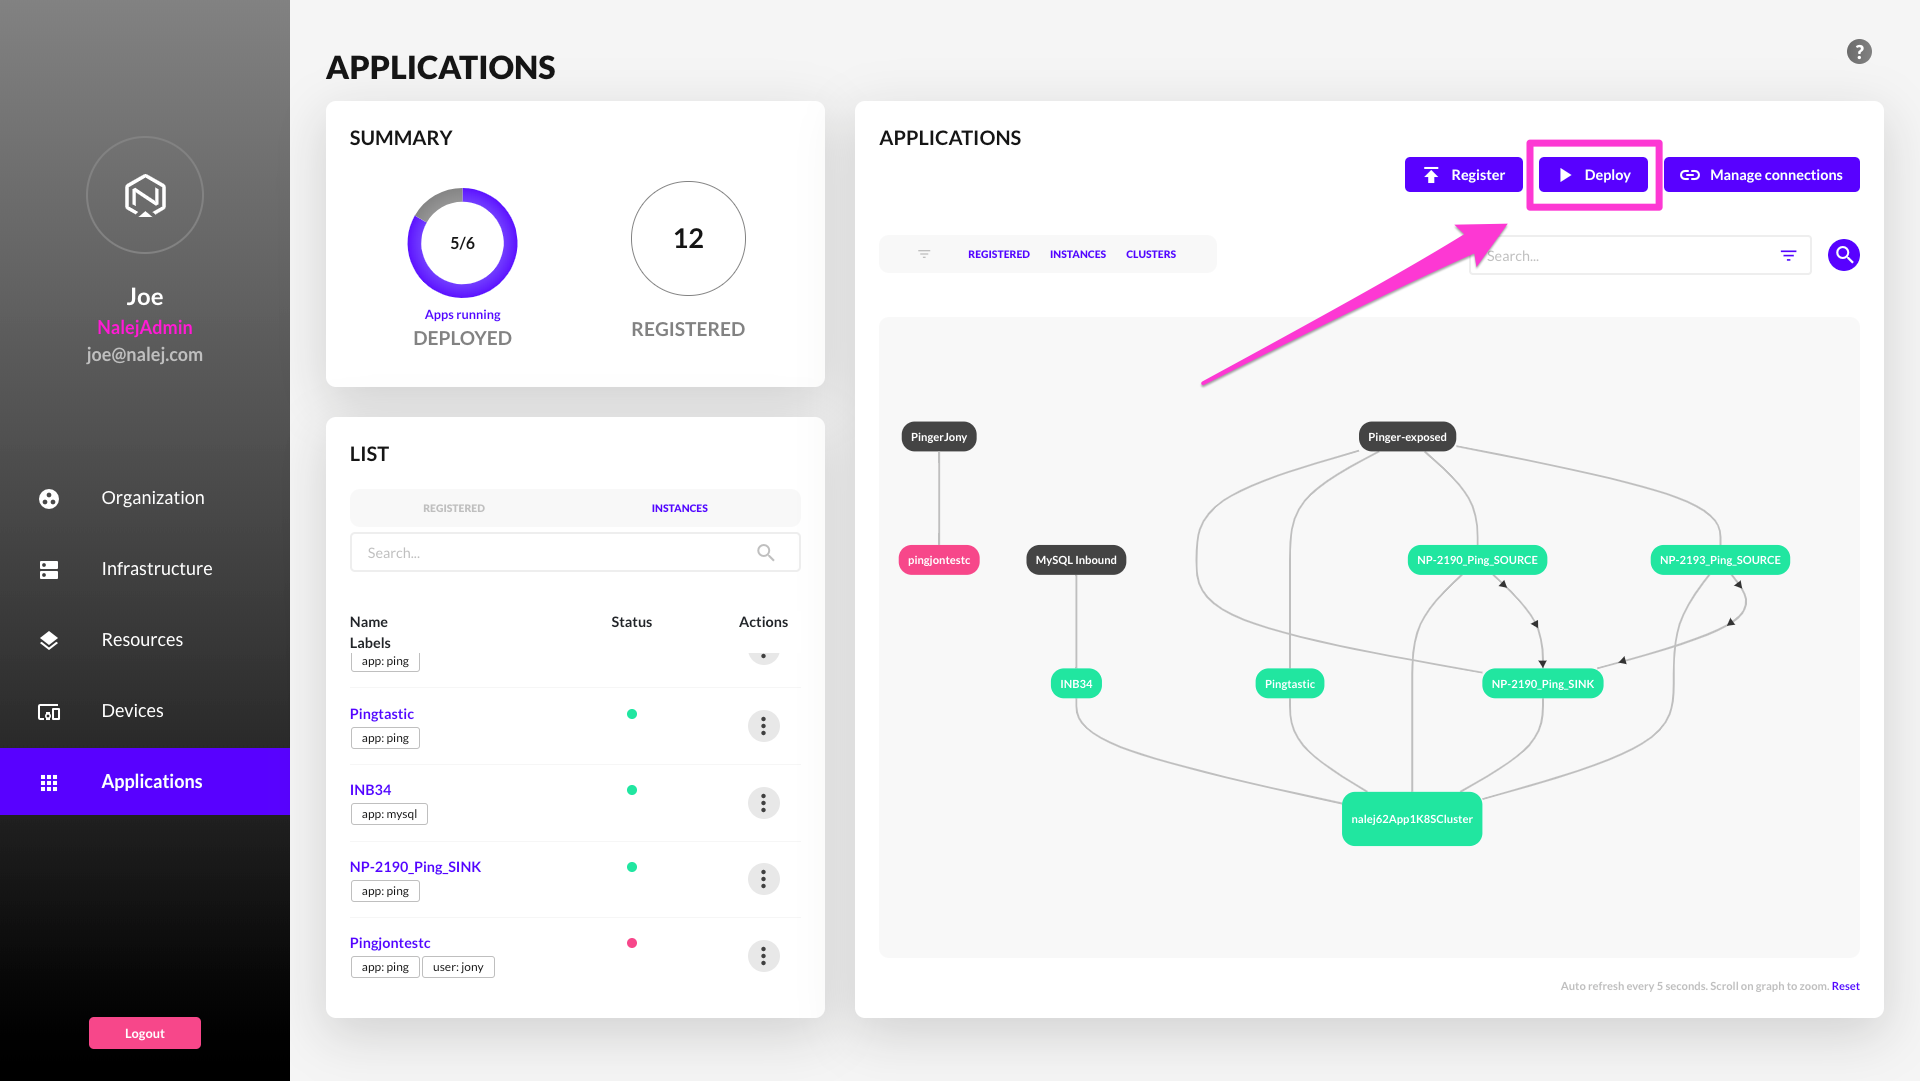 Joe
NalejAdmin
joe@nalej.com
Organization
Infrastructure
Resources
Devices
Applications
Logout
APPLICATIONS
?
SUMMARY
5/6
Apps running
DEPLOYED
12
REGISTERED
LIST
REGISTERED INSTANCES
Search...
Name Status Actions
Labels
app: ping
Pingtastic
app: ping
INB34
app: mysql
NP-2190_Ping_SINK
app: ping
Pingjontestc
app: ping user: jony
APPLICATIONS
Register Deploy Manage connections
REGISTERED INSTANCES CLUSTERS
Search...
PingerJony Pinger-exposed
pingjontestc MySQL Inbound NP-2190_Ping_SOURCE NP-2193_Ping_SOURCE
INB34 Pingtastic NP-2190_Ping_SINK
nalej62App1K8SCluster
Auto refresh every 5 seconds. Scroll on graph to zoom. Reset